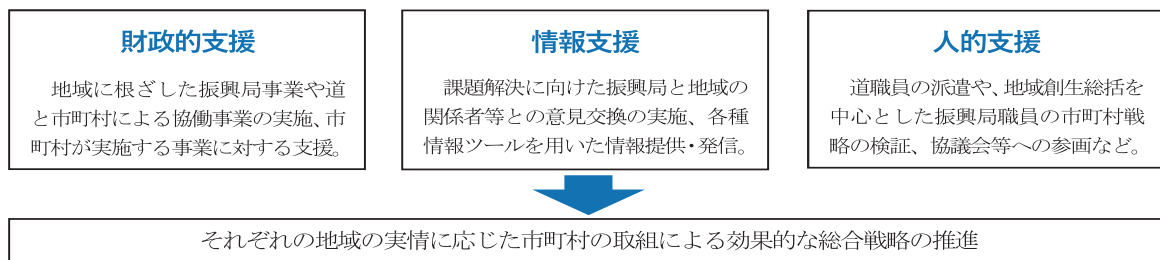 財政的支援
地域に根ざした振興局事業や道
と市町村による協働事業の実施、市
町村が実施する事業に対する支援。
情報支援
課題解決に向けた振興局と地域の
関係者等との意見交換の実施、各種
情報ツールを用いた情報提供・発信。
人的支援
道職員の派遣や、地域創生総括を
中心とした振興局職員の市町村戦
略の検証、協議会等への参画など。
それぞれの地域の実情に応じた市町村の取組による効果的な総合戦略の推進